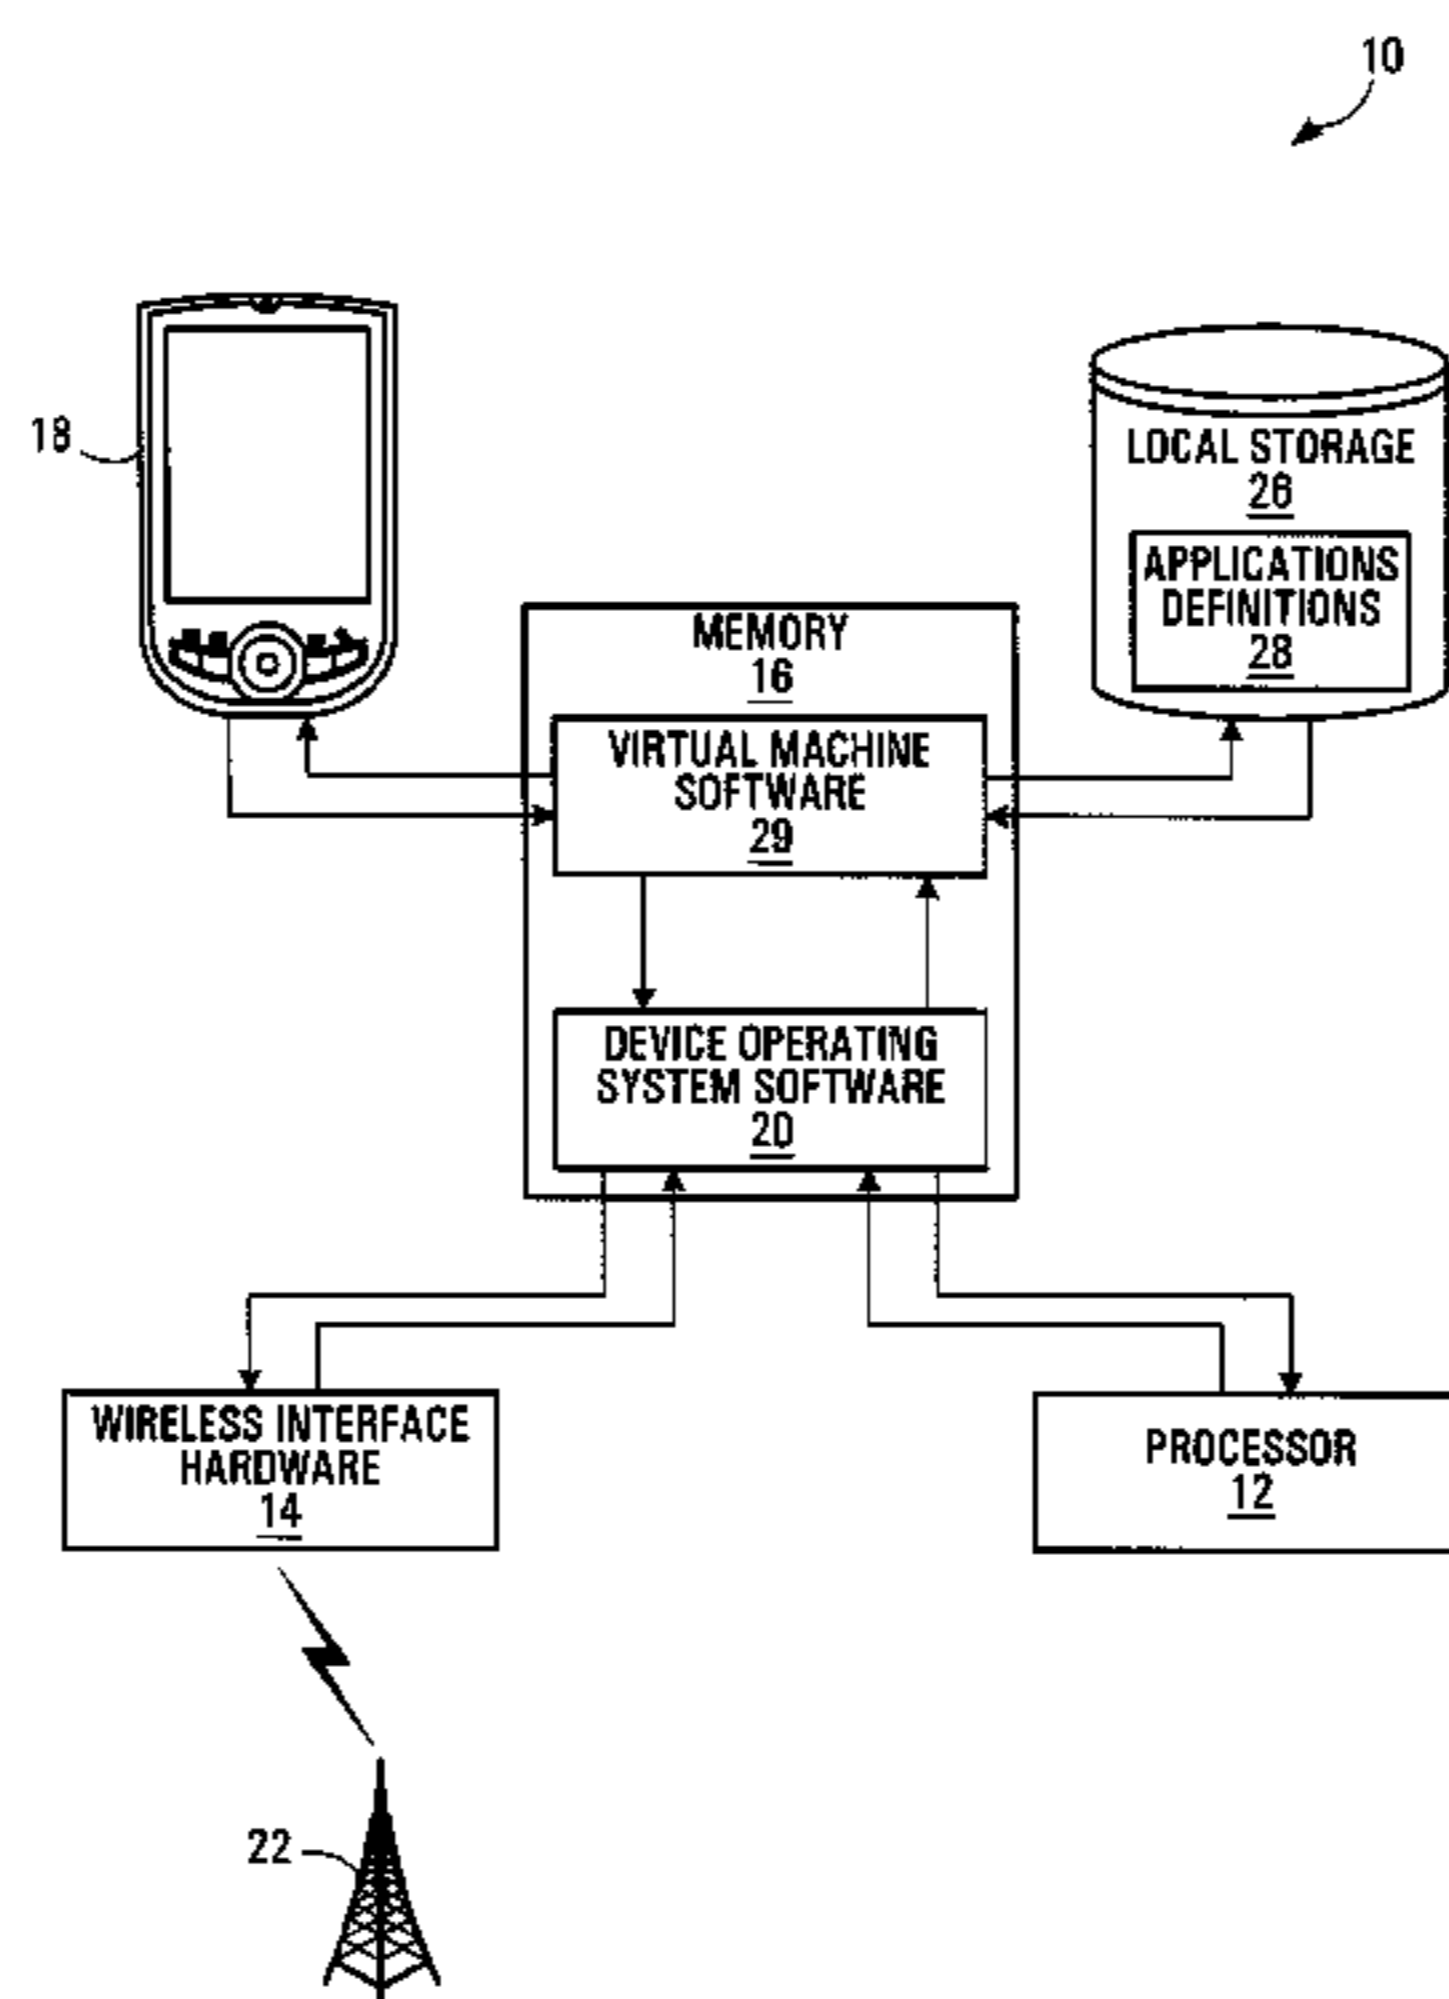 10
18
LOCAL STORAGE
26
APPLICATIONS
DEFINITIONS
28
MEMORY
16
VIRTUAL MACHINE
SOFTWARE
29
DEVICE OPERATING
SYSTEM SOFTWARE
20
WIRELESS INTERFACE
HARDWARE
14
PROCESSOR
12
22